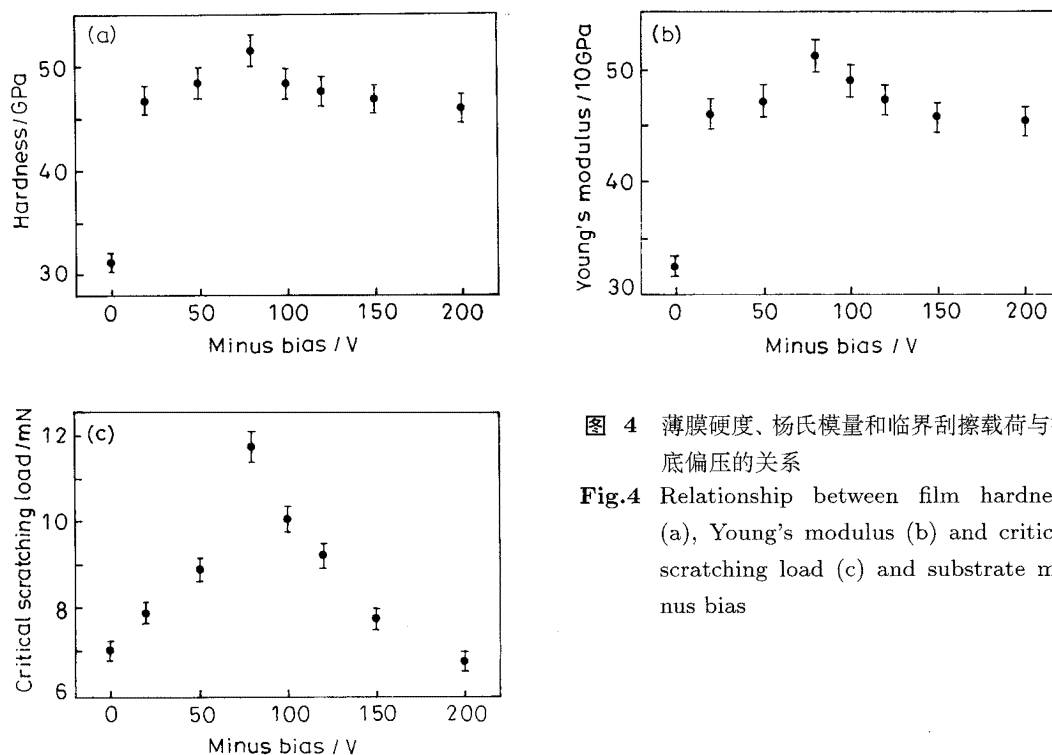 (a)
Hardness/GPa
50
40
30
0 50 100 150 200
Minus bias / V
(b)
Young's modulus /10GPa
50
40
30
0 50 100 150 200
Minus bias / V
(c)
Critical scratching load/mN
12
10
8
6
0 50 100 150 200
Minus bias / V
图 4 薄膜硬度、杨氏模量和临界刮擦载荷与
底偏压的关系
Fig.4 Relationship between film hardne
(a), Young's modulus (b) and critic
scratching load (c) and substrate m
nus bias